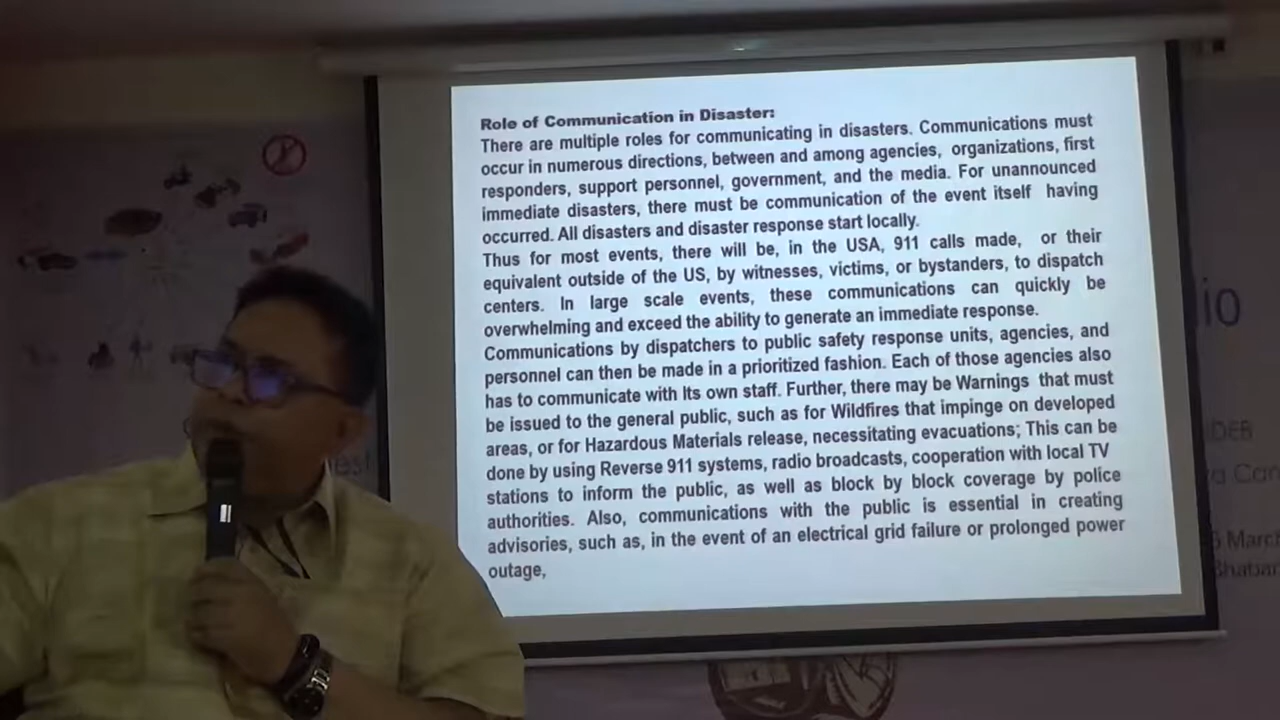 Role of Communication in Disaster:
There are multiple roles for communicating in disasters. Communications must
occur in numerous directions, between and among agencies, organizations, first
responders, support personnel, government, and the media. For unannounced
immediate disasters, there must be communication of the event itself having
occurred. All disasters and disaster response start locally.
Thus for most events, there will be, in the USA, 911 calls made, or their
equivalent outside of the US, by witnesses, victims, or bystanders, to dispatch
centers. In large scale events, these communications can quickly be
overwhelming and exceed the ability to generate an immediate response.
Communications by dispatchers to public safety response units, agencies, and
personnel can then be made in a prioritized fashion. Each of those agencies also
has to communicate with Its own staff. Further, there may be Warnings that must
be issued to the general public, such as for Wildfires that impinge on developed
areas, or for Hazardous Materials release, necessitating evacuations; This can be
done by using Reverse 911 systems, radio broadcasts, cooperation with local TV
stations to inform the public, as well as block by block coverage by police
authorities. Also, communications with the public is essential in creating
advisories, such as, in the event of an electrical grid failure or prolonged power
outage,
March